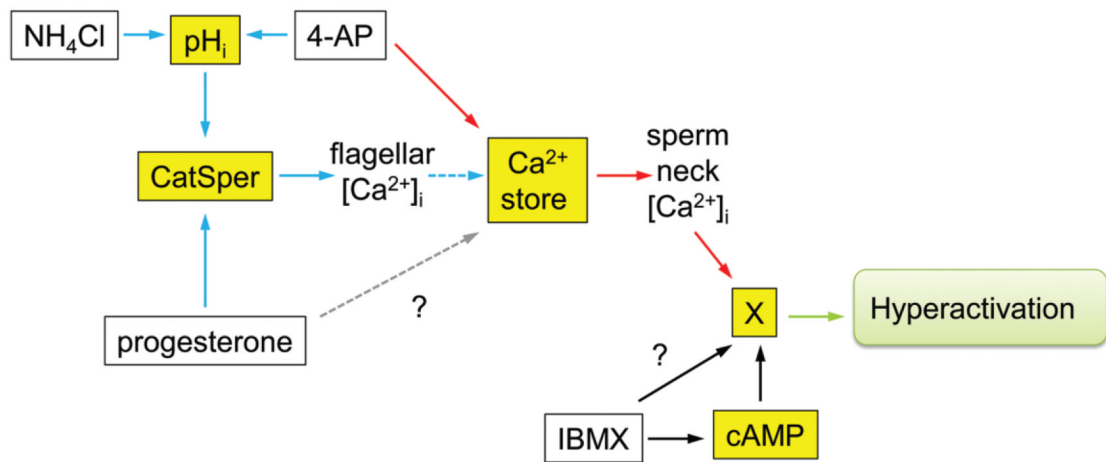 NH₄Cl
pHᵢ
4-AP
CatSper
flagellar
[Ca²⁺]ᵢ
Ca²⁺
store
sperm
neck
[Ca²⁺]ᵢ
progesterone
?
X
Hyperactivation
?
IBMX
cAMP